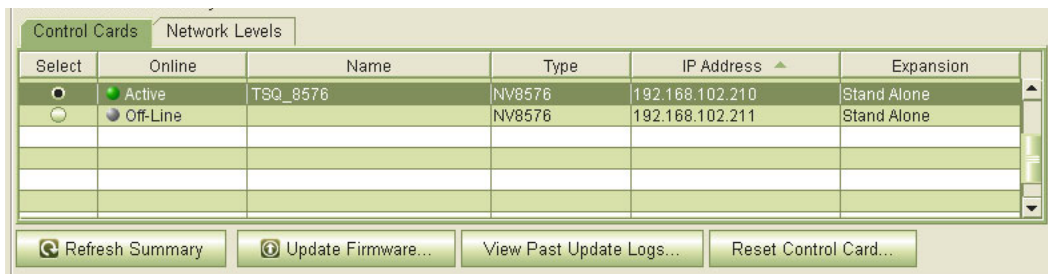 Control Cards Network Levels
Select Online Name Type IP Address Expansion
Active TSQ_8576 NV8576 192.168.102.210 Stand Alone
Off-Line NV8576 192.168.102.211 Stand Alone
Refresh Summary Update Firmware... View Past Update Logs... Reset Control Card...